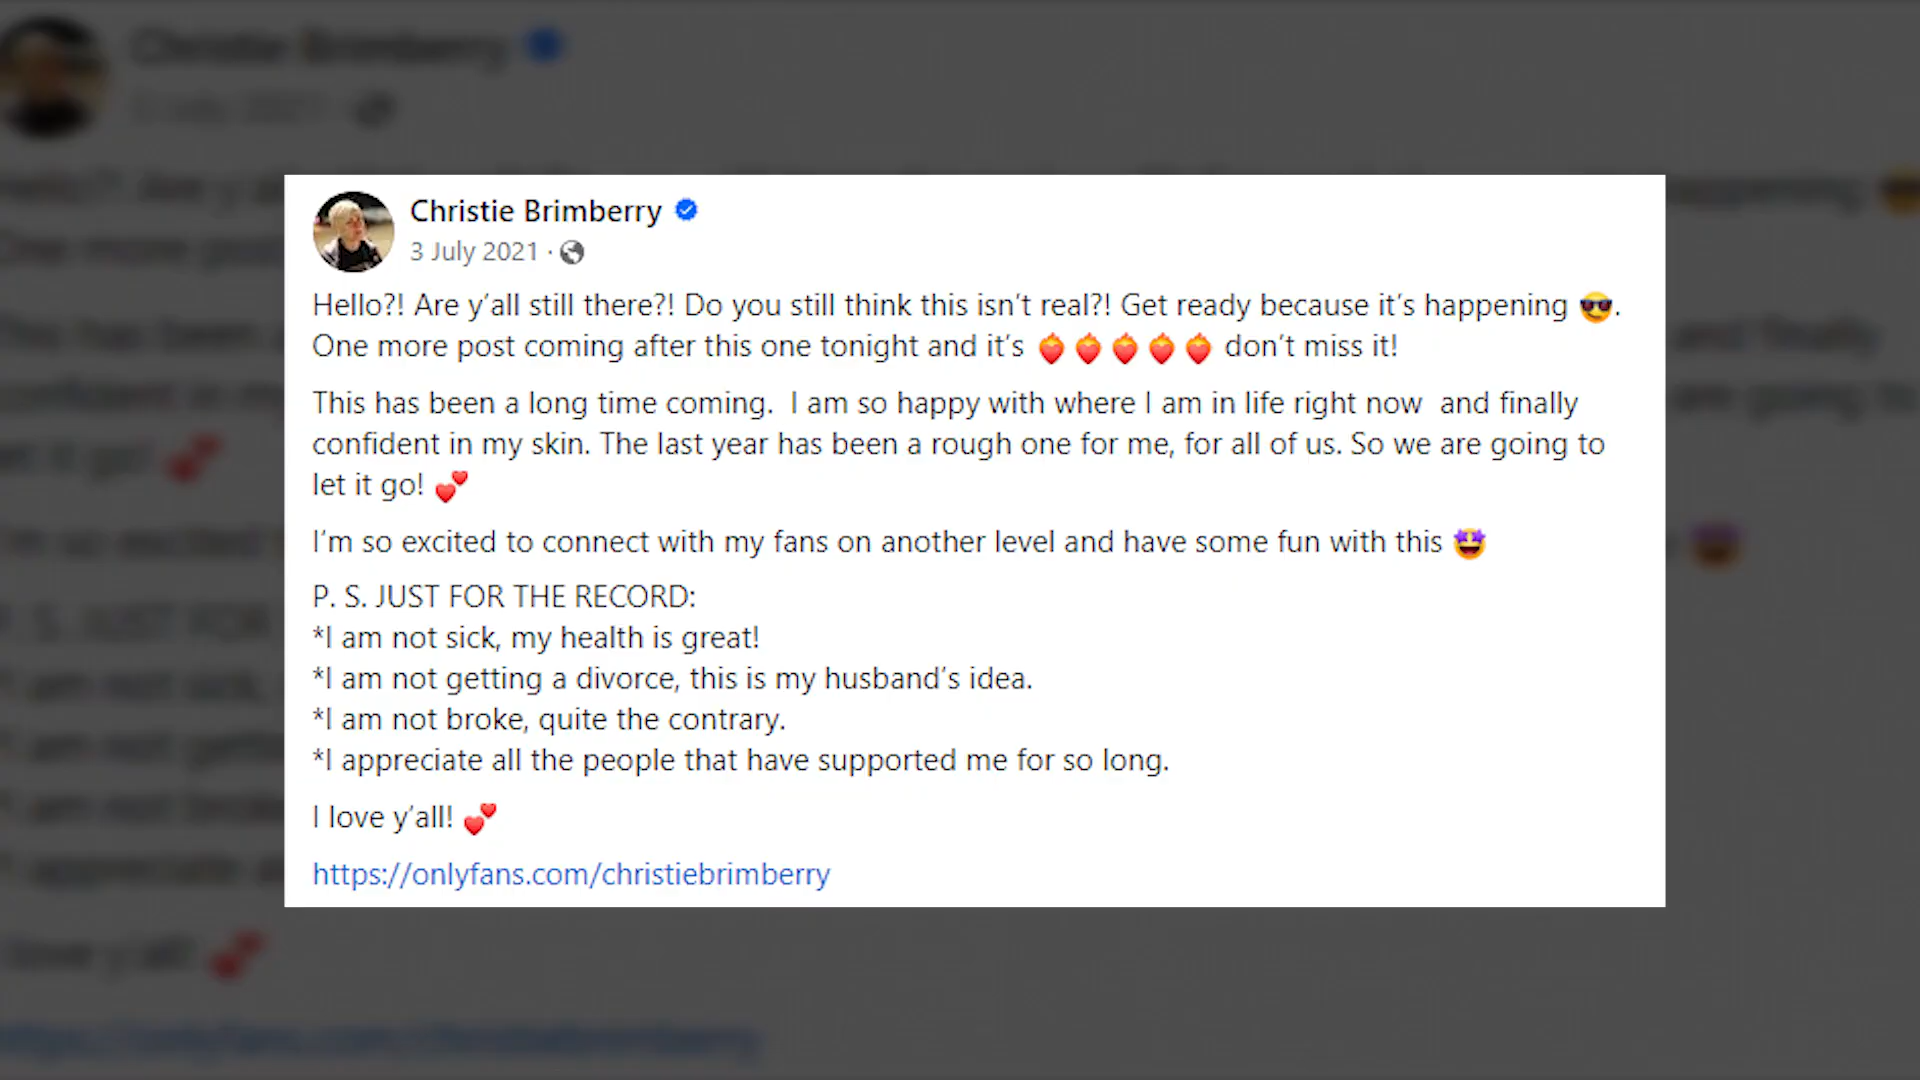 Christie Brimberry
3 July 2021 ·
Hello?! Are y’all still there?! Do you still think this isn’t real?! Get ready because it’s happening 😎.
One more post coming after this one tonight and it’s ❤️‍🔥❤️‍🔥❤️‍🔥❤️‍🔥❤️‍🔥 don’t miss it!
This has been a long time coming.  I am so happy with where I am in life right now  and finally
confident in my skin. The last year has been a rough one for me, for all of us. So we are going to
let it go! 💕
I’m so excited to connect with my fans on another level and have some fun with this 🤩
P. S. JUST FOR THE RECORD:
*I am not sick, my health is great!
*I am not getting a divorce, this is my husband’s idea.
*I am not broke, quite the contrary.
*I appreciate all the people that have supported me for so long.
I love y’all! 💕
https://onlyfans.com/christiebrimberry